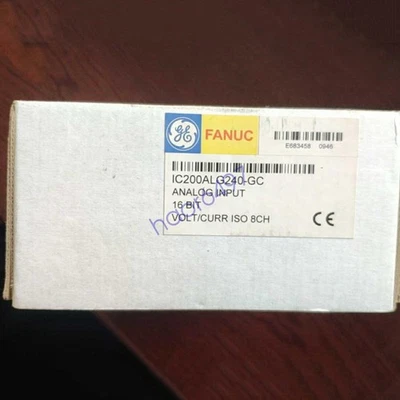 GE FANUC
E683458 0946
IC200ALG240-GC
ANALOG INPUT
16 BIT
VOLT/CURR ISO 8CH
CE